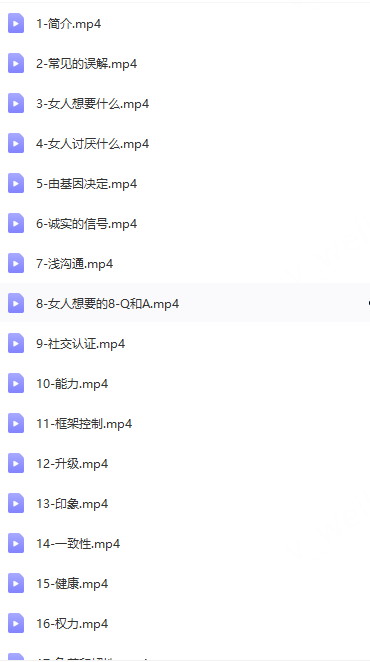 1-简介.mp4
2-常见的误解.mp4
3-女人想要什么.mp4
4-女人讨厌什么.mp4
5-由基因决定.mp4
6-诚实的信号.mp4
7-浅沟通.mp4
8-女人想要的8-Q和A.mp4
9-社交认证.mp4
10-能力.mp4
11-框架控制.mp4
12-升级.mp4
13-印象.mp4
14-一致性.mp4
15-健康.mp4
16-权力.mp4